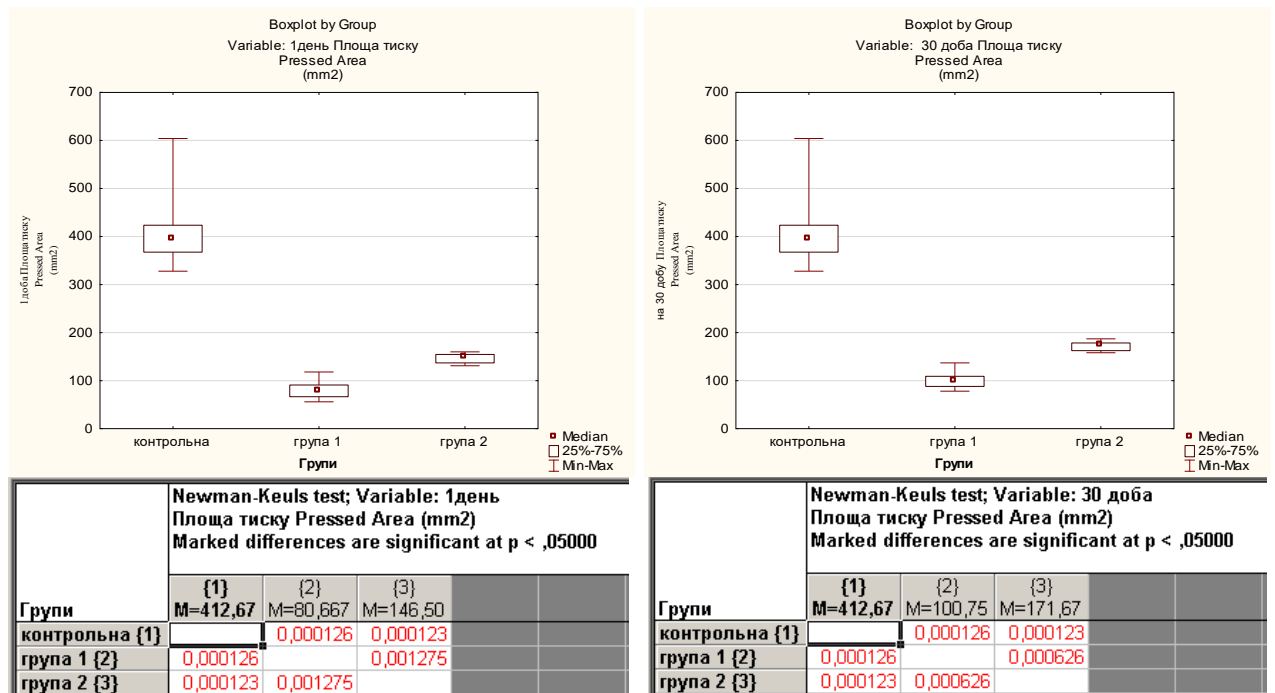 Boxplot by Group
Variable: 1день Площа тиску
Pressed Area
(mm2)
700
600
500
400
300
200
100
0
1 доба Площа тиску
Pressed Area
(mm2)
контрольна
група 1
група 2
Групи
Median
25%-75%
Min-Max
Newman-Keuls test; Variable: 1день
Площа тиску Pressed Area (mm2)
Marked differences are significant at p < ,05000
{1} {2} {3}
Групи M=412,67 M=80,667 M=146,50
контрольна {1} 0,000126 0,000123
група 1 {2} 0,000126 0,001275
група 2 {3} 0,000123 0,001275
Boxplot by Group
Variable: 30 доба Площа тиску
Pressed Area
(mm2)
700
600
500
400
300
200
100
0
на 30 добу Площа тиску
Pressed Area
(mm2)
контрольна
група 1
група 2
Групи
Median
25%-75%
Min-Max
Newman-Keuls test; Variable: 30 доба
Площа тиску Pressed Area (mm2)
Marked differences are significant at p < ,05000
{1} {2} {3}
Групи M=412,67 M=100,75 M=171,67
контрольна {1} 0,000126 0,000123
група 1 {2} 0,000126 0,000626
група 2 {3} 0,000123 0,000626